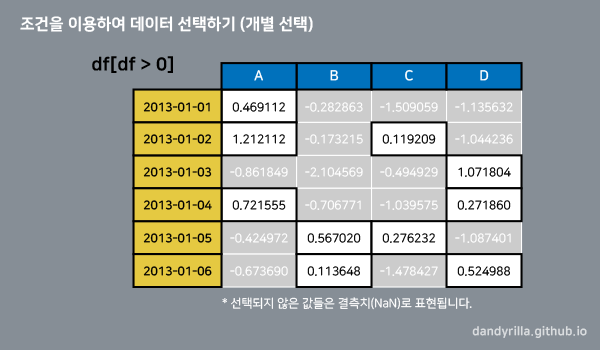 조건을 이용하여 데이터 선택하기 (개별 선택)
df[df > 0]
A B C D
2013-01-01 0.469112 -0.282863 -1.509059 -1.135632
2013-01-02 1.212112 -0.173215 0.119209 -1.044236
2013-01-03 -0.861849 -2.104569 -0.494929 1.071804
2013-01-04 0.721555 -0.706771 -1.039575 0.271860
2013-01-05 -0.424972 0.567020 0.276232 -1.087401
2013-01-06 -0.673690 0.113648 -1.478427 0.524988
* 선택되지 않은 값들은 결측치(NaN)로 표현됩니다.
dandyrilla.github.io